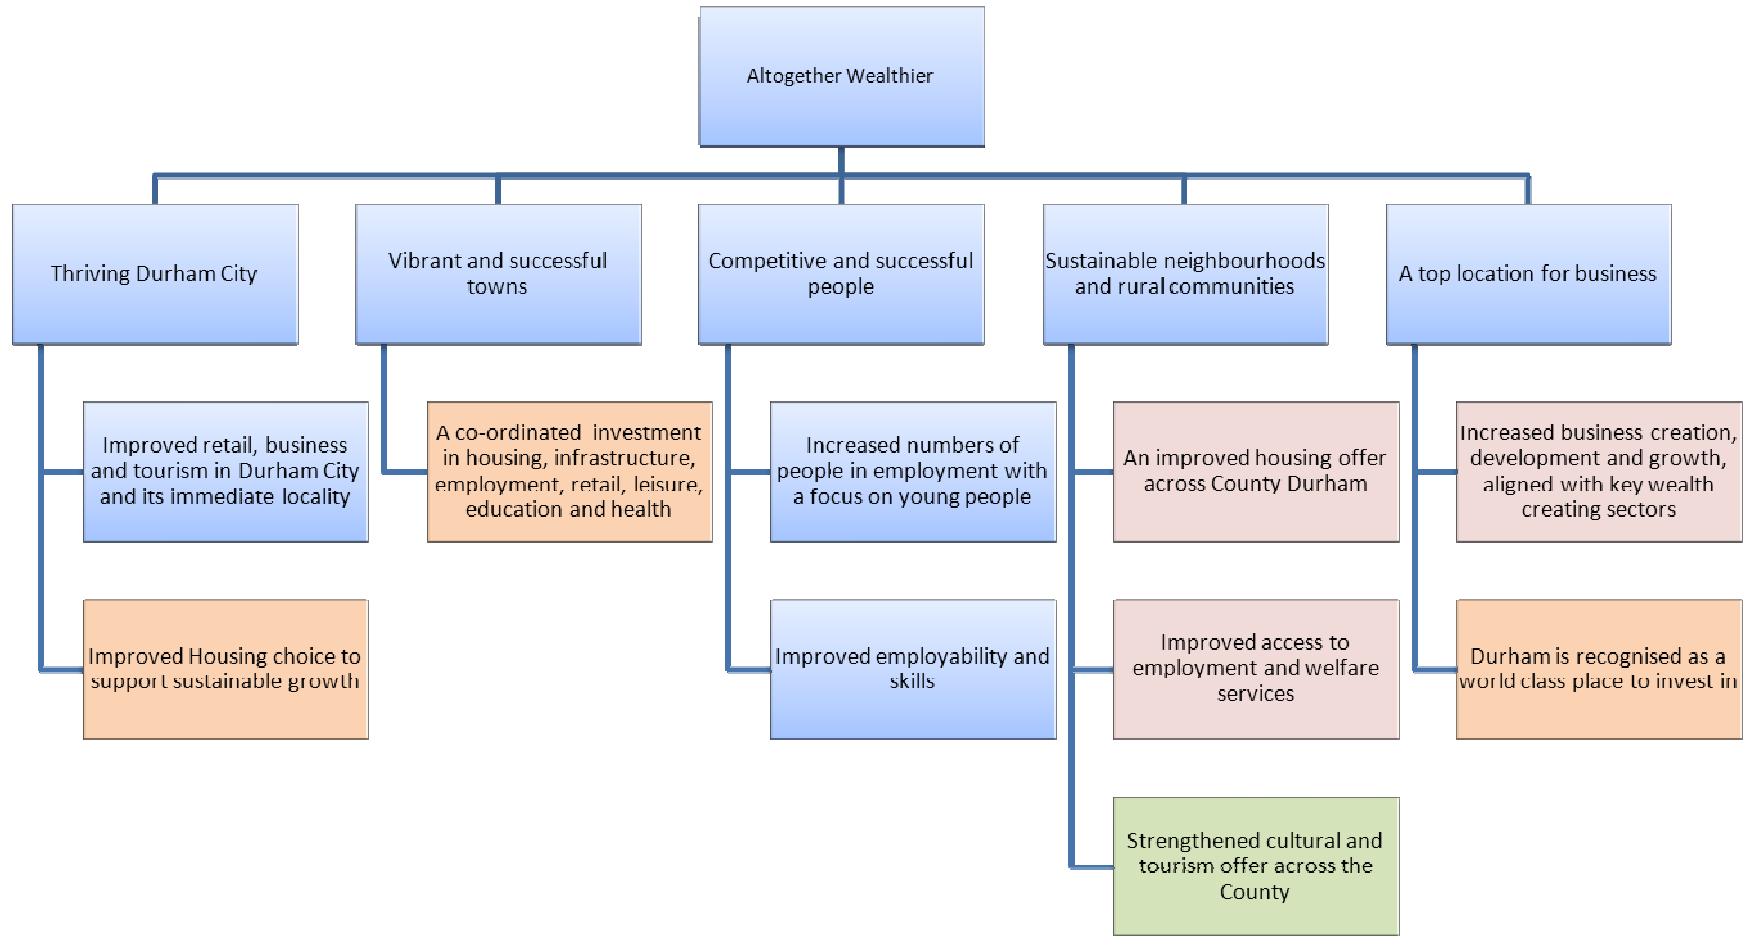 Altogether Wealthier
Thriving Durham City
Vibrant and successful
towns
Competitive and successful
people
Sustainable neighbourhoods
and rural communities
A top location for business
Improved retail, business
and tourism in Durham City
and its immediate locality
A co-ordinated investment
in housing, infrastructure,
employment, retail, leisure,
education and health
Increased numbers of
people in employment with
a focus on young people
An improved housing offer
across County Durham
Increased business creation,
development and growth,
aligned with key wealth
creating sectors
Improved Housing choice to
support sustainable growth
Improved employability and
skills
Improved access to
employment and welfare
services
Durham is recognised as a
world class place to invest in
Strengthened cultural and
tourism offer across the
County